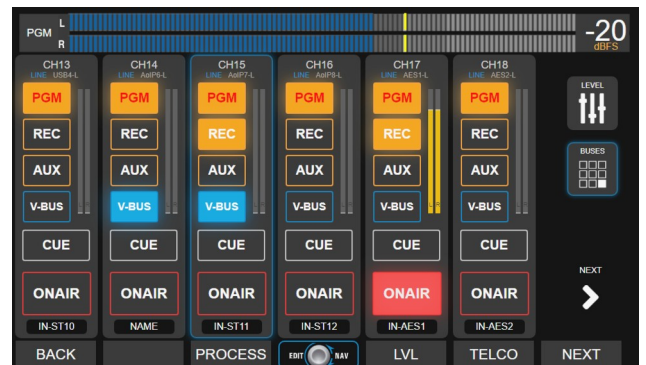 L
PGM
R
-20
dBFS
CH13 CH14 CH15 CH16 CH17 CH18
LINE USB4-L LINE AoIP6-L LINE AoIP7-L LINE AoIP8-L LINE AES1-L LINE AES2-L
PGM PGM PGM PGM PGM PGM
LEVEL
REC REC REC REC REC REC
BUSES
AUX AUX AUX AUX AUX AUX
V-BUS V-BUS V-BUS V-BUS V-BUS V-BUS
CUE CUE CUE CUE CUE CUE
NEXT
ONAIR ONAIR ONAIR ONAIR ONAIR ONAIR
IN-ST10 NAME IN-ST11 IN-ST12 IN-AES1 IN-AES2
BACK PROCESS EDIT NAV LVL TELCO NEXT